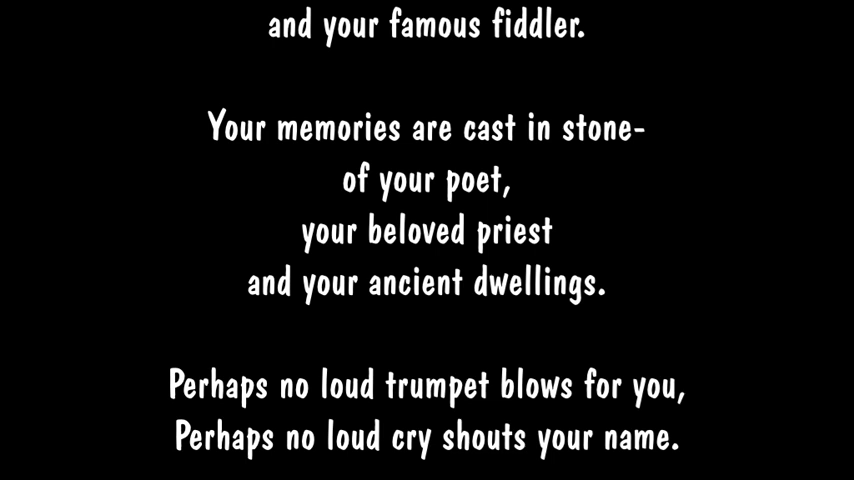 and your famous fiddler.
Your memories are cast in stone-
of your poet,
your beloved priest
and your ancient dwellings.
Perhaps no loud trumpet blows for you,
Perhaps no loud cry shouts your name.